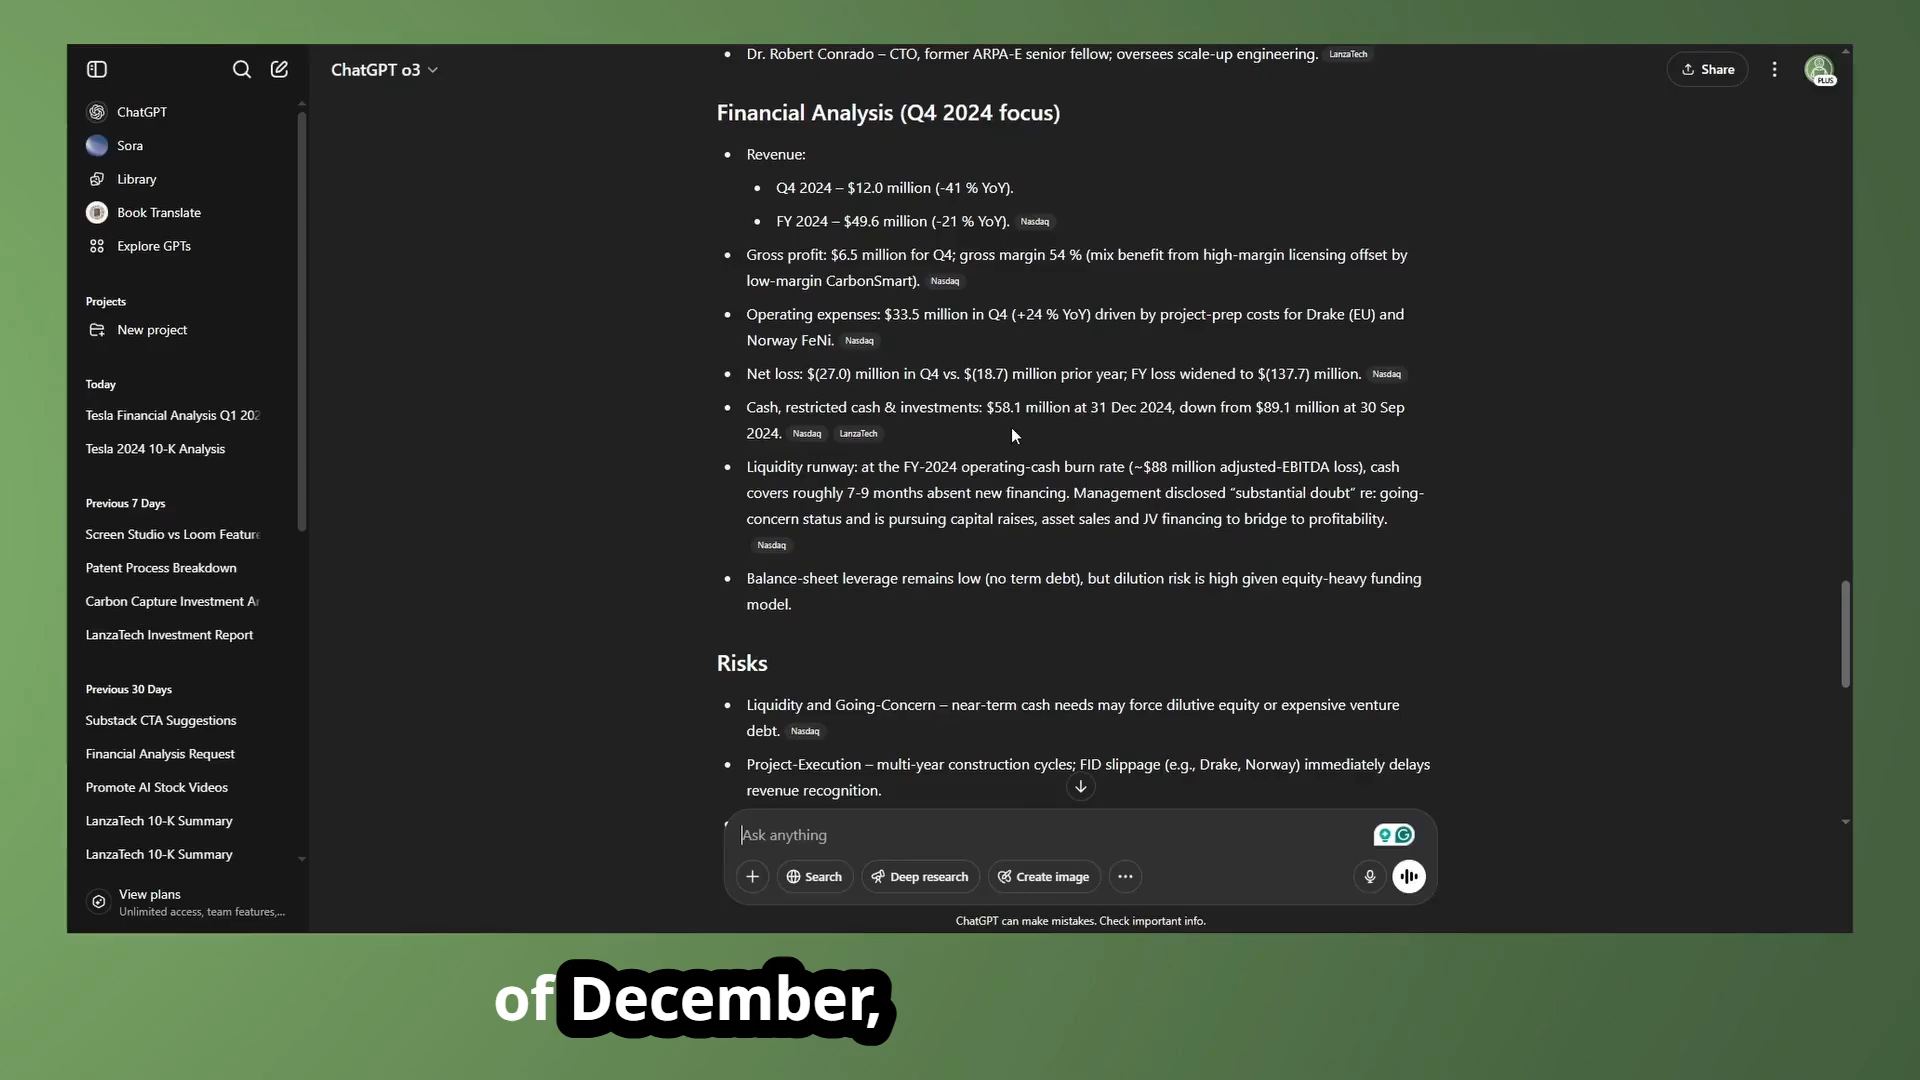 ChatGPT
Sora
Library
Book Translate
Explore GPTs
Projects
New project
Today
Tesla Financial Analysis Q1 202
Tesla 2024 10-K Analysis
Previous 7 Days
Screen Studio vs Loom Feature
Patent Process Breakdown
Carbon Capture Investment Ar
LanzaTech Investment Report
Previous 30 Days
Substack CTA Suggestions
Financial Analysis Request
Promote AI Stock Videos
LanzaTech 10-K Summary
LanzaTech 10-K Summary
View plans
Unlimited access, team features,...
ChatGPT o3
Share
PLUS
• Dr. Robert Conrado – CTO, former ARPA-E senior fellow; oversees scale-up engineering. LanzaTech
Financial Analysis (Q4 2024 focus)
• Revenue:
• Q4 2024 – $12.0 million (-41 % YoY).
• FY 2024 – $49.6 million (-21 % YoY). Nasdaq
• Gross profit: $6.5 million for Q4; gross margin 54 % (mix benefit from high-margin licensing offset by
low-margin CarbonSmart). Nasdaq
• Operating expenses: $33.5 million in Q4 (+24 % YoY) driven by project-prep costs for Drake (EU) and
Norway FeNi. Nasdaq
• Net loss: $(27.0) million in Q4 vs. $(18.7) million prior year; FY loss widened to $(137.7) million. Nasdaq
• Cash, restricted cash & investments: $58.1 million at 31 Dec 2024, down from $89.1 million at 30 Sep
2024. Nasdaq LanzaTech
• Liquidity runway: at the FY-2024 operating-cash burn rate (~$88 million adjusted-EBITDA loss), cash
covers roughly 7-9 months absent new financing. Management disclosed “substantial doubt” re: going-
concern status and is pursuing capital raises, asset sales and JV financing to bridge to profitability.
Nasdaq
• Balance-sheet leverage remains low (no term debt), but dilution risk is high given equity-heavy funding
model.
Risks
• Liquidity and Going-Concern – near-term cash needs may force dilutive equity or expensive venture
debt. Nasdaq
• Project-Execution – multi-year construction cycles; FID slippage (e.g., Drake, Norway) immediately delays
revenue recognition.
Ask anything
Search
Deep research
Create image
ChatGPT can make mistakes. Check important info.
of December,